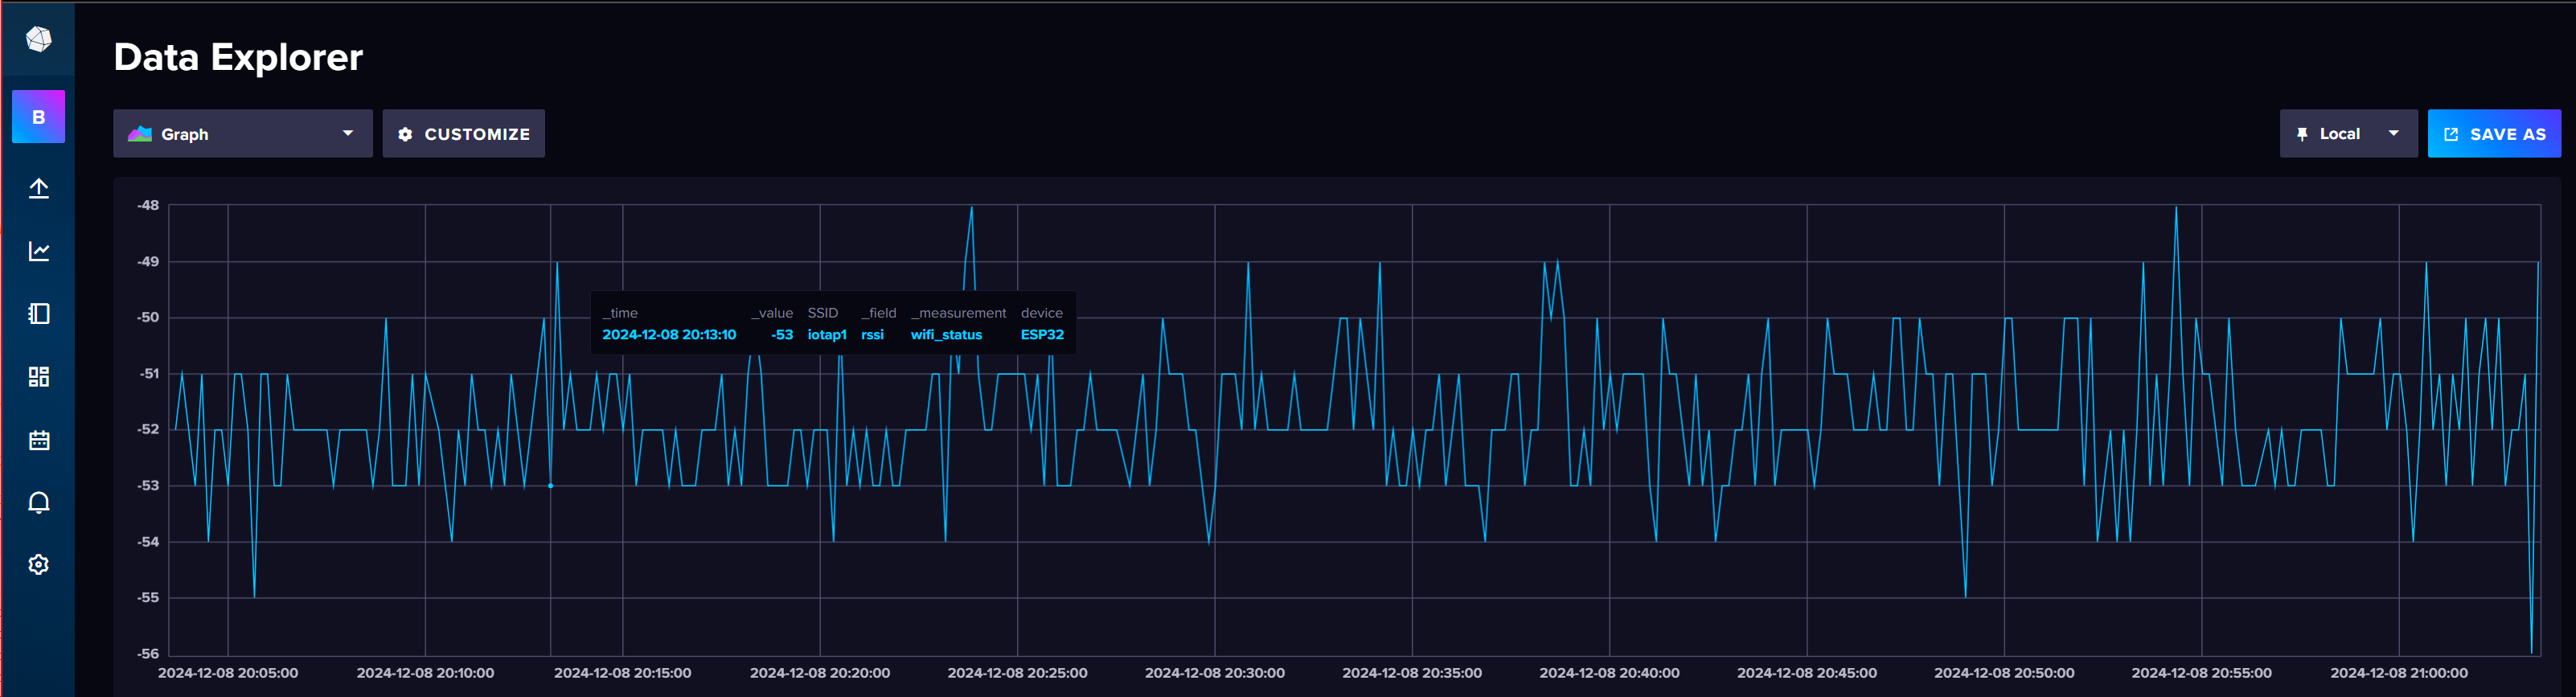 Data Explorer
B
Graph
CUSTOMIZE
Local
SAVE AS
-48
-49
-50
-51
-52
-53
-54
-55
-56
_time _value SSID _field _measurement device
2024-12-08 20:13:10 -53 iotap1 rssi wifi_status ESP32
2024-12-08 20:05:00 2024-12-08 20:10:00 2024-12-08 20:15:00 2024-12-08 20:20:00 2024-12-08 20:25:00 2024-12-08 20:30:00 2024-12-08 20:35:00 2024-12-08 20:40:00 2024-12-08 20:45:00 2024-12-08 20:50:00 2024-12-08 20:55:00 2024-12-08 21:00:00